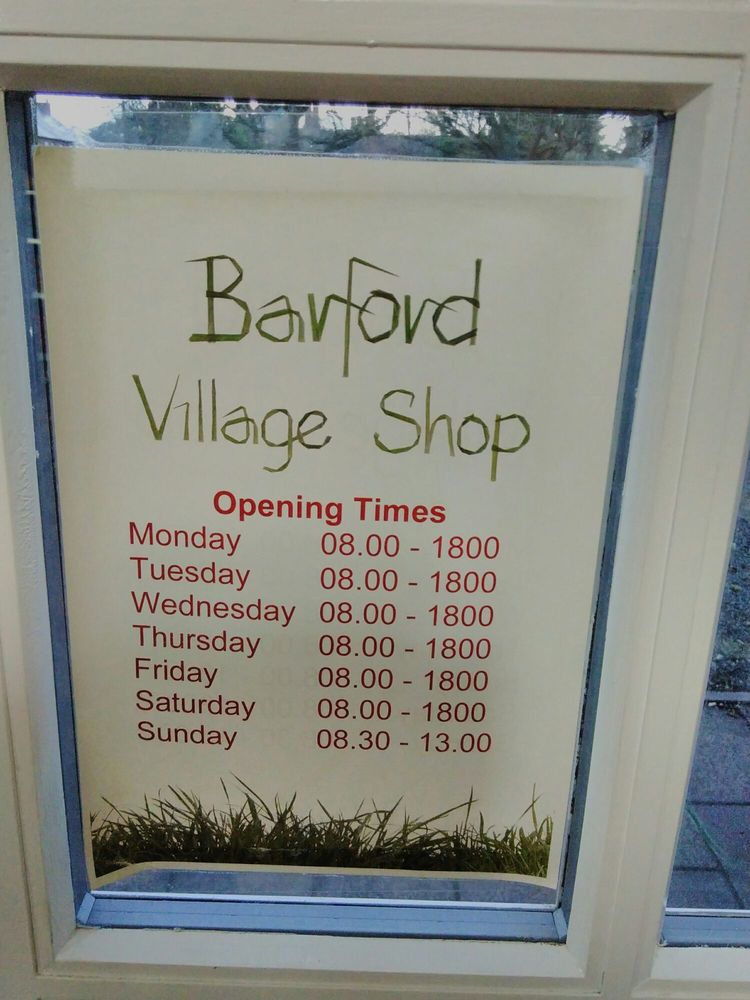 Barford
Village Shop
Opening Times
Monday 08.00 - 1800
Tuesday 08.00 - 1800
Wednesday 08.00 - 1800
Thursday 08.00 - 1800
Friday 08.00 - 1800
Saturday 08.00 - 1800
Sunday 08.30 - 13.00